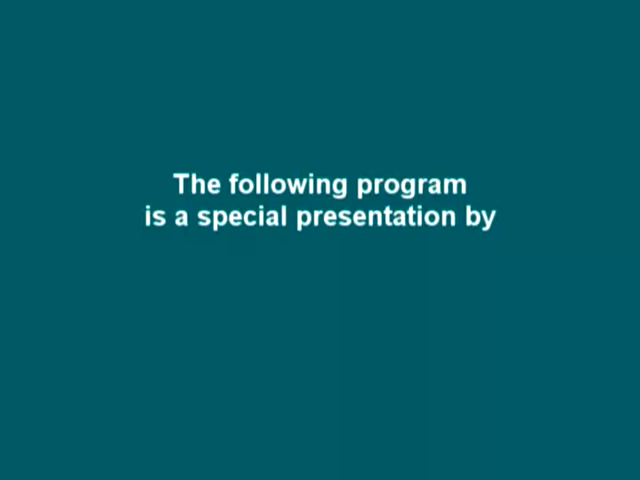 The following program
is a special presentation by